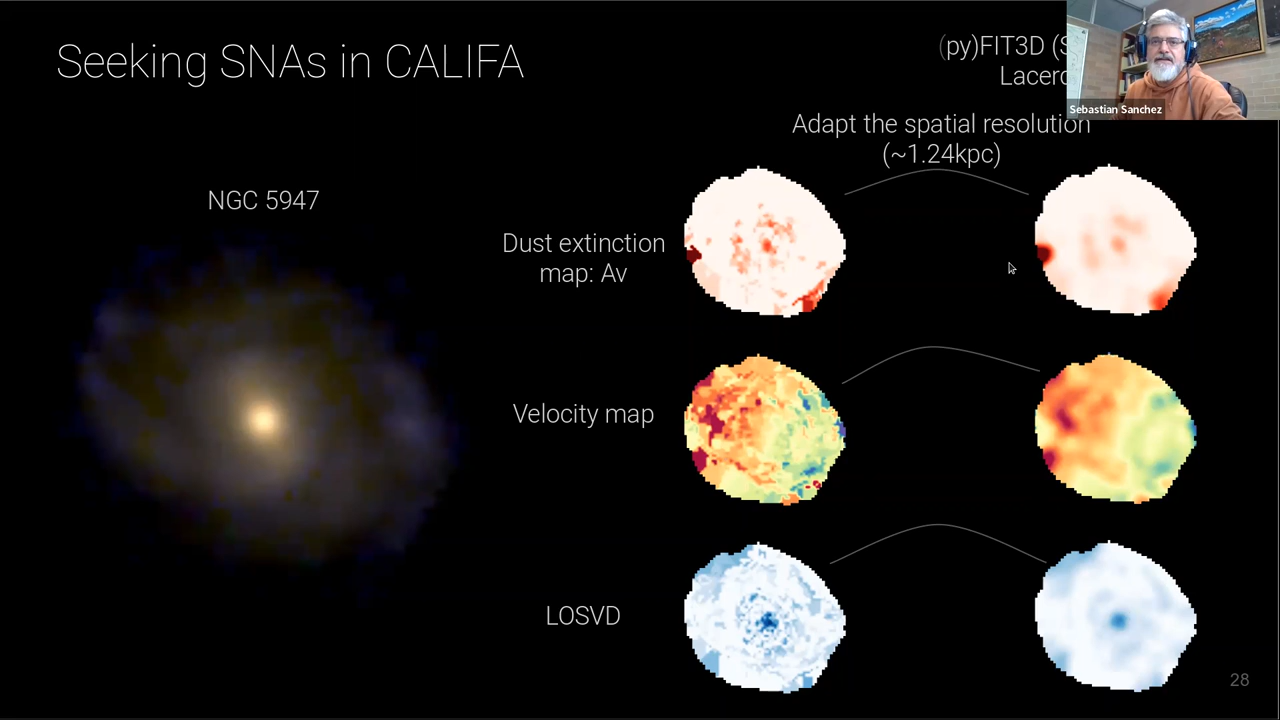 Seeking SNAs in CALIFA
(py)FIT3D
Sebastian Sanchez
Adapt the spatial resolution
(~1.24kpc)
NGC 5947
Dust extinction
map: Av
Velocity map
LOSVD
28